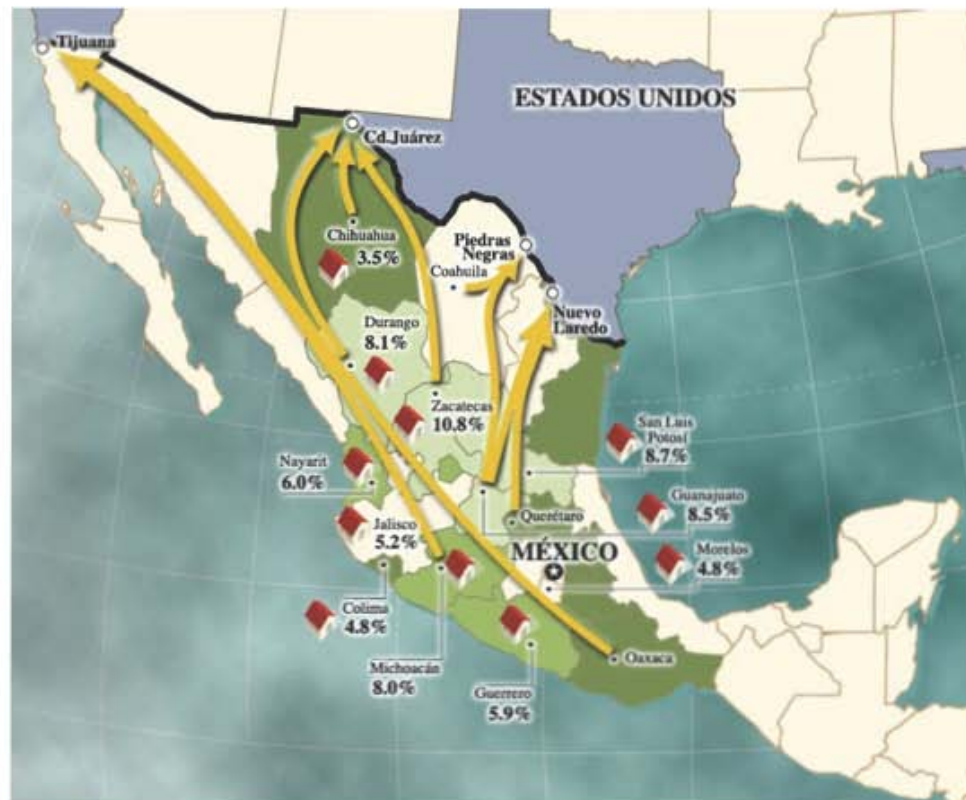 Tijuana
ESTADOS UNIDOS
Cd.Juárez
Chihuahua
3.5%
Piedras
Negras
Coahuila
Nuevo
Laredo
Durango
8.1%
Zacatecas
10.8%
San Luis
Potosí
8.7%
Nayarit
6.0%
Guanajuato
8.5%
Jalisco
5.2%
Querétaro
MÉXICO
Morelos
4.8%
Colima
4.8%
Michoacán
8.0%
Oaxaca
Guerrero
5.9%